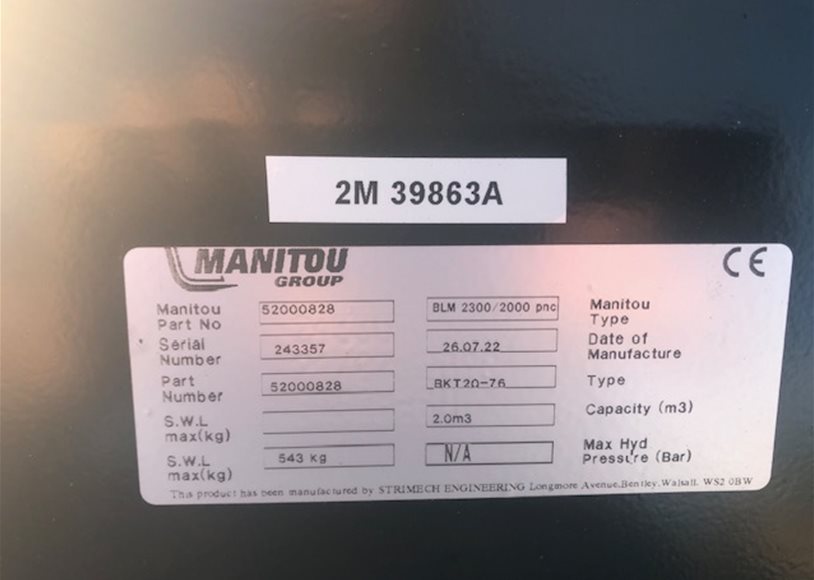 2M 39863A
MANITOU
GROUP
CE
Manitou Part No 52000828 BLM 2300/2000 pnc Manitou Type
Serial Number 243357 26.07.22 Date of Manufacture
Part Number 52000828 BKT20-76 Type
S.W.L max(kg) 2.0m3 Capacity (m3)
S.W.L max(kg) 543 kg N/A Max Hyd Pressure (Bar)
This product has been manufactured by STRIMECH ENGINEERING Longmore Avenue,Bentley,Walsall. WS2 0BW